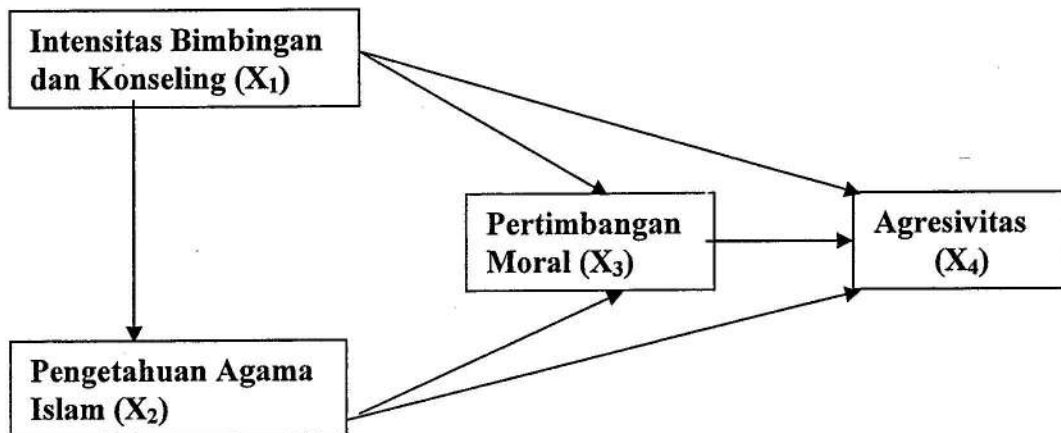 Intensitas Bimbingan
dan Konseling (X₁)
Pertimbangan
Moral (X₃)
Agresivitas
(X₄)
Pengetahuan Agama
Islam (X₂)